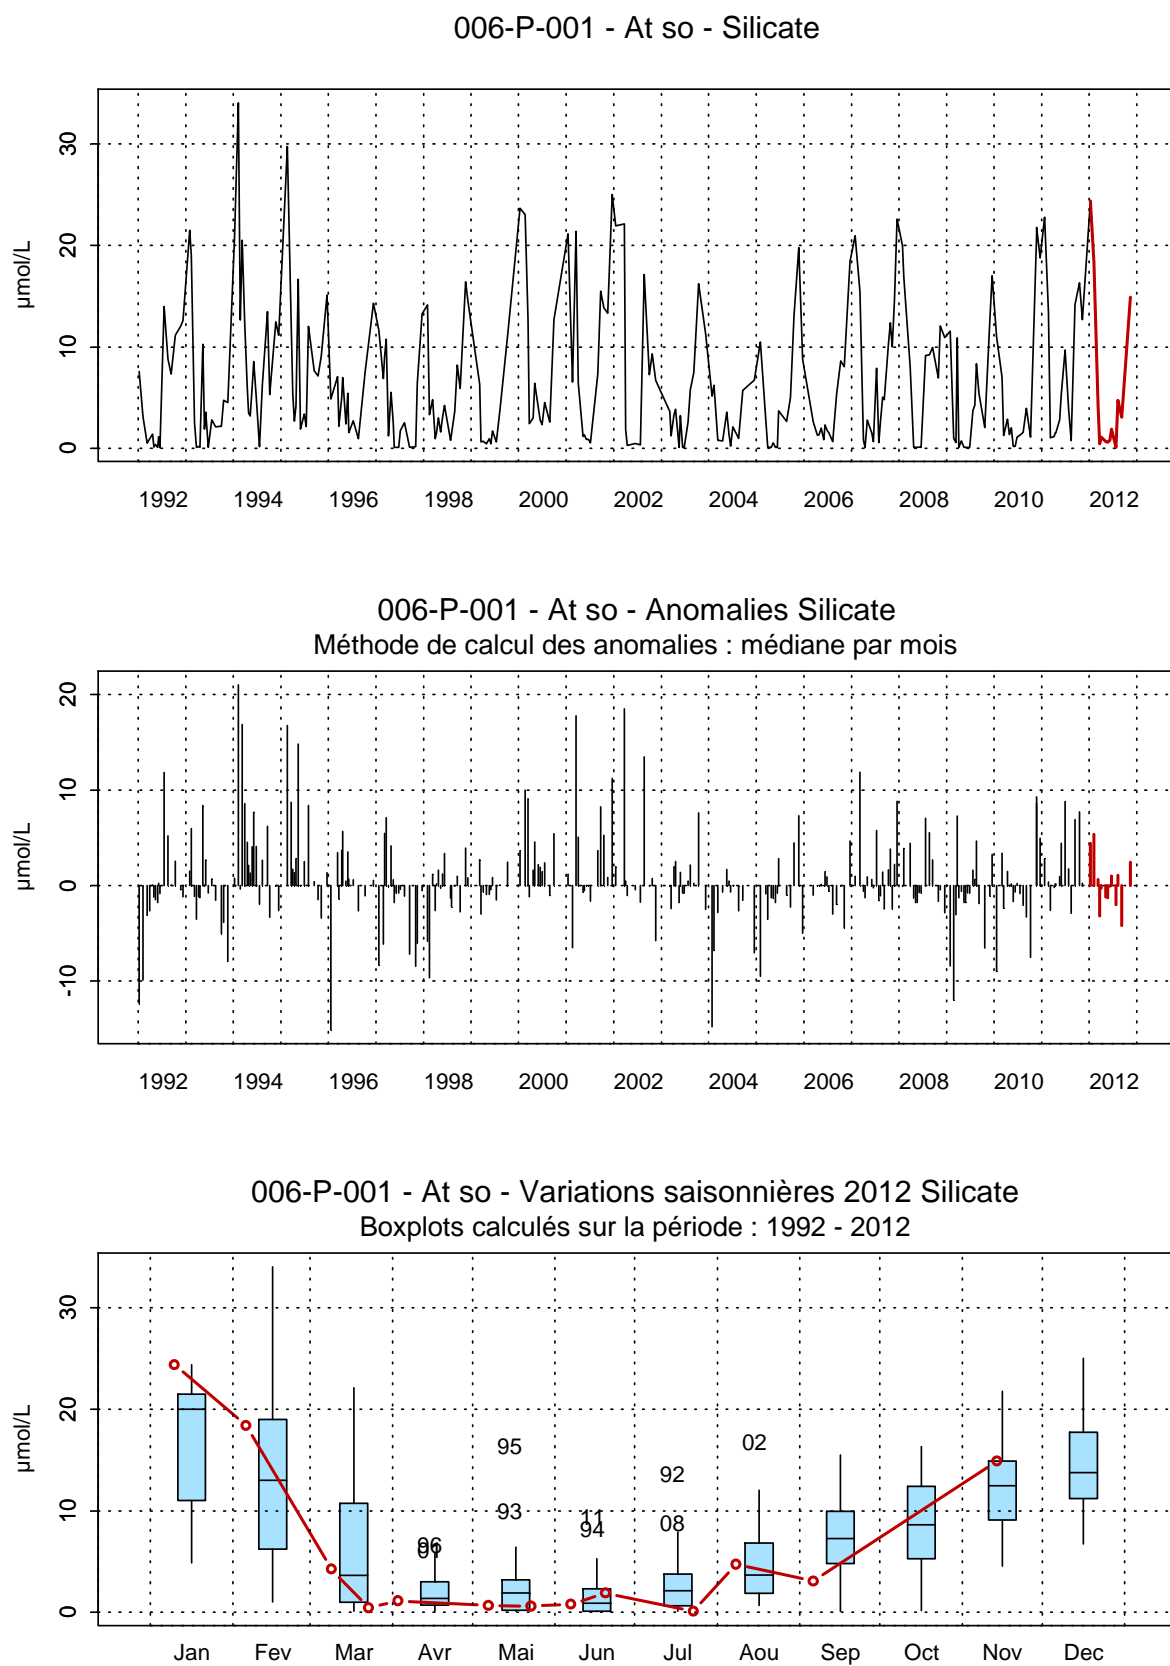 006-P-001 - At so - Silicate
30
20
10
0
µmol/L
1992 1994 1996 1998 2000 2002 2004 2006 2008 2010 2012
006-P-001 - At so - Anomalies Silicate
Méthode de calcul des anomalies : médiane par mois
20
10
0
-10
µmol/L
1992 1994 1996 1998 2000 2002 2004 2006 2008 2010 2012
006-P-001 - At so - Variations saisonnières 2012 Silicate
Boxplots calculés sur la période : 1992 - 2012
30
20
10
0
µmol/L
02
95
92
93
11
08
94
96
Jan Fev Mar Avr Mai Jun Jul Aou Sep Oct Nov Dec